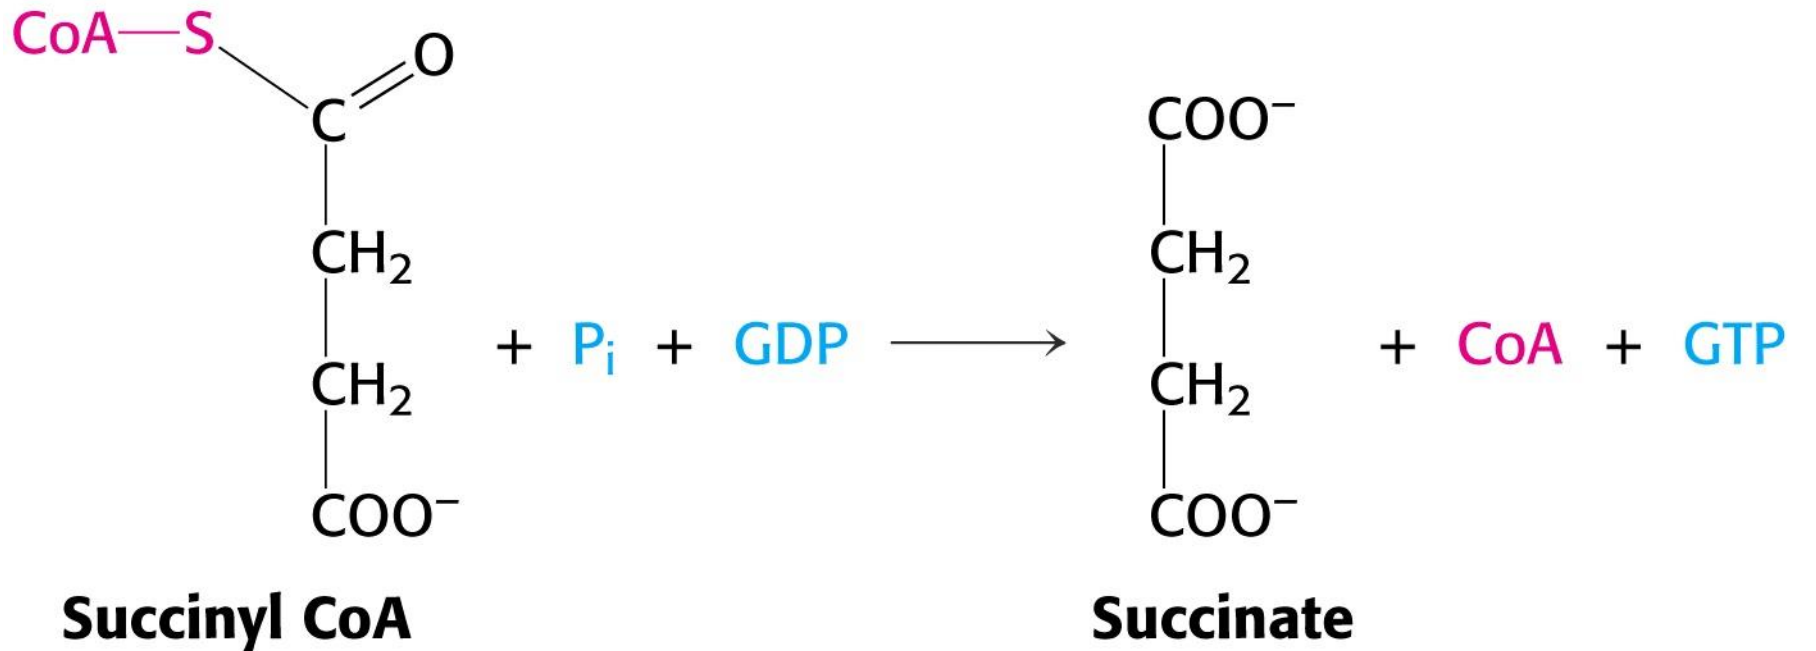 CoA—S
O
C
COO⁻
CH₂
CH₂
+ Pᵢ + GDP ⟶
+ CoA + GTP
CH₂
CH₂
COO⁻
COO⁻
Succinyl CoA
Succinate